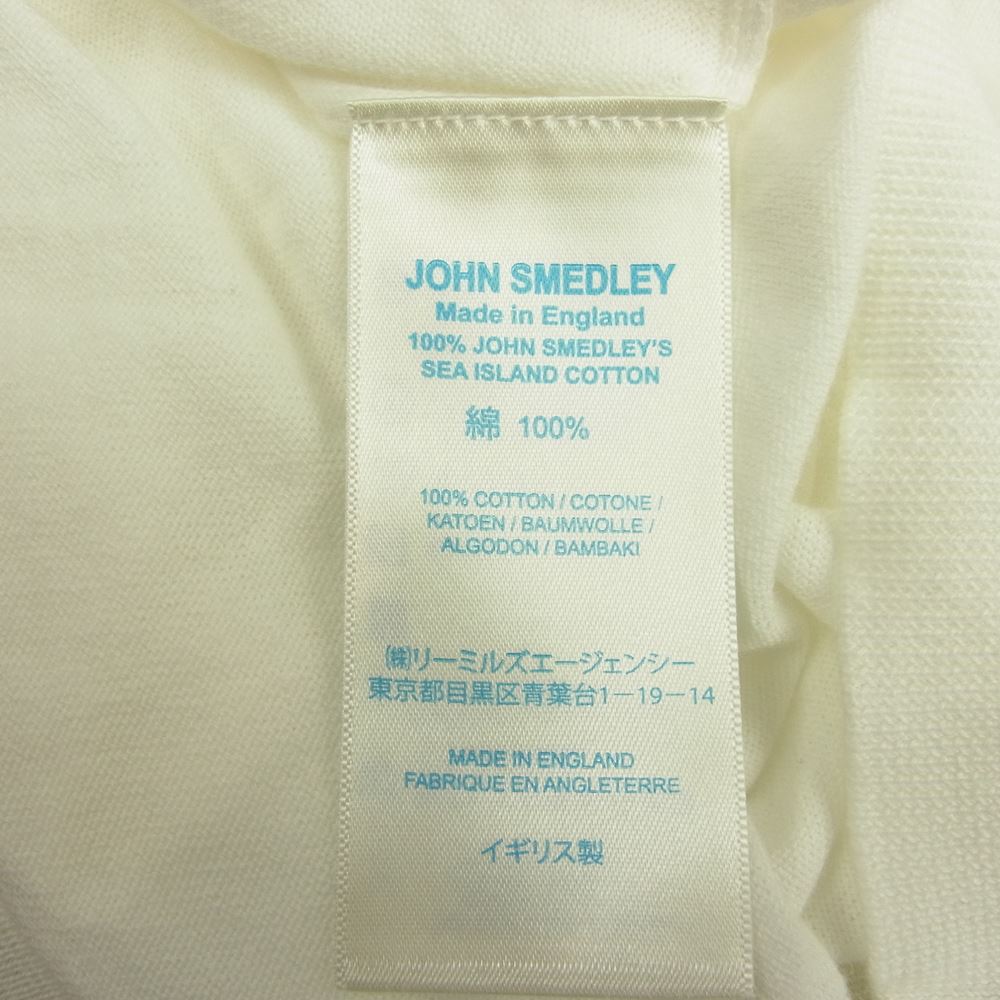 JOHN SMEDLEY
Made in England
100% JOHN SMEDLEY'S
SEA ISLAND COTTON
綿 100%
100% COTTON / COTONE /
KATOEN / BAUMWOLLE /
ALGODON / BAMBAKI
㈱リーミルズエージェンシー
東京都目黒区青葉台1－19－14
MADE IN ENGLAND
FABRIQUE EN ANGLETERRE
イギリス製